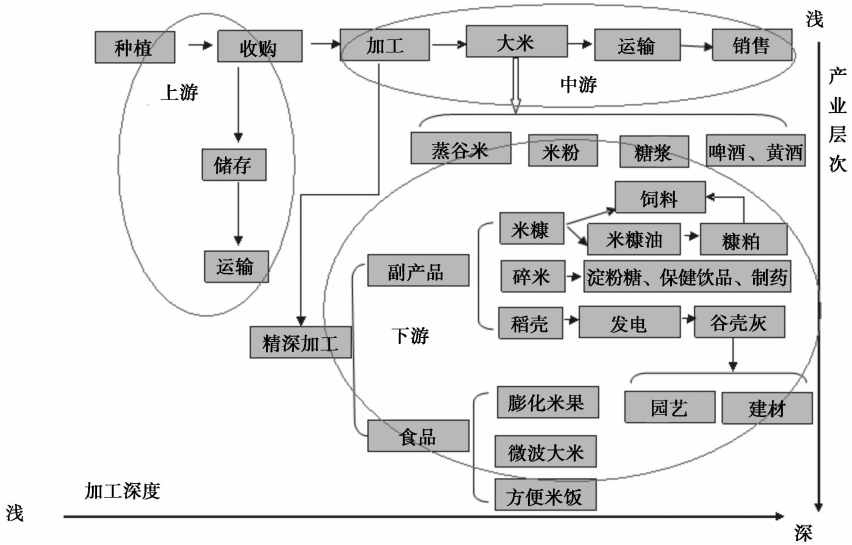 浅
种植
收购
加工
大米
运输
销售
上游
中游
产业层次
蒸谷米
米粉
糖浆
啤酒、黄酒
储存
运输
饲料
米糠
米糠油
糠粕
副产品
碎米
淀粉糖、保健饮品、制药
稻壳
发电
谷壳灰
精深加工
下游
膨化米果
园艺
建材
食品
微波大米
方便米饭
加工深度
浅
深